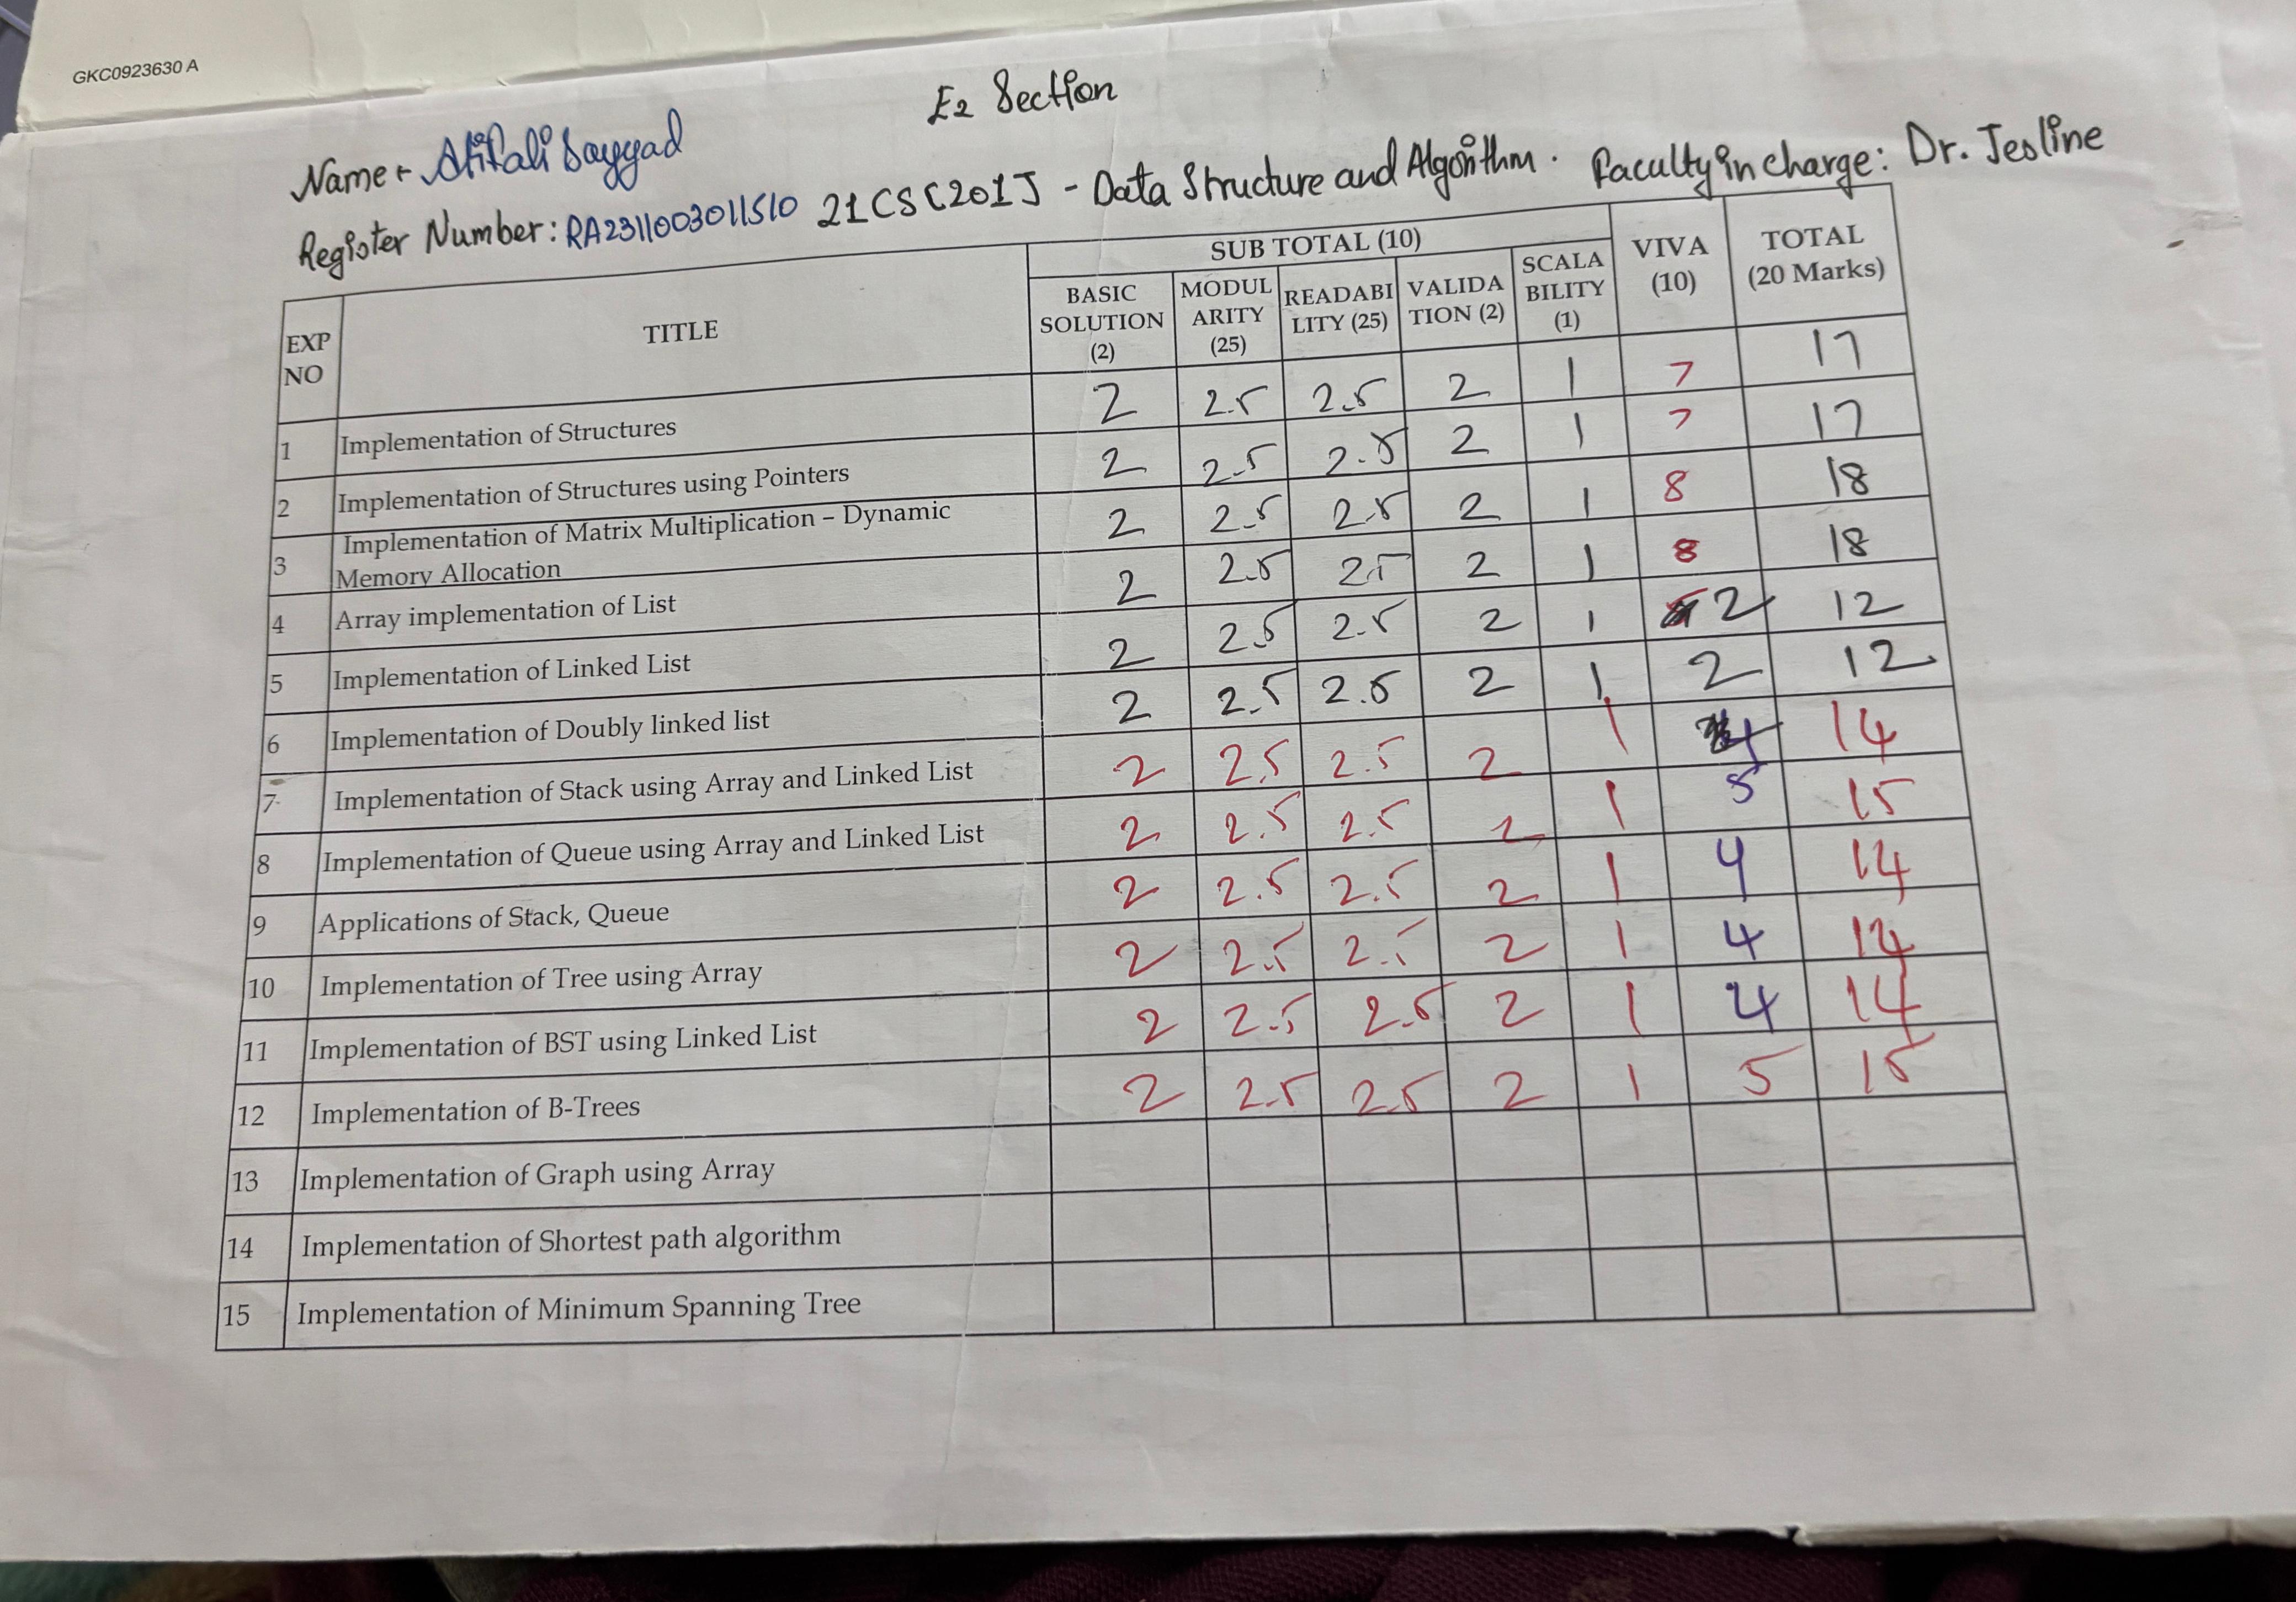 GKC0923630 A
E2 Section
Name :- Atifali Sayyad
Register Number: RA2311003011510 21CSC201J - Data Structure and Algorithm. Faculty in charge: Dr. Jesline
EXP NO TITLE SUB TOTAL (10) VIVA (10) TOTAL (20 Marks)
BASIC SOLUTION (2) MODUL ARITY (25) READABI LITY (25) VALIDA TION (2) SCALA BILITY (1)
1 Implementation of Structures 2 2.5 2.5 2 1 7 17
2 Implementation of Structures using Pointers 2 2.5 2.5 2 1 7 17
3 Implementation of Matrix Multiplication – Dynamic Memory Allocation 2 2.5 2.5 2 1 8 18
4 Array implementation of List 2 2.5 2.5 2 1 8 18
5 Implementation of Linked List 2 2.5 2.5 2 1 2 12
6 Implementation of Doubly linked list 2 2.5 2.5 2 1 2 12
7 Implementation of Stack using Array and Linked List 2 2.5 2.5 2 1 4 14
8 Implementation of Queue using Array and Linked List 2 2.5 2.5 2 1 5 15
9 Applications of Stack, Queue 2 2.5 2.5 2 1 4 14
10 Implementation of Tree using Array 2 2.5 2.5 2 1 4 14
11 Implementation of BST using Linked List 2 2.5 2.5 2 1 4 14
12 Implementation of B-Trees 2 2.5 2.5 2 1 5 15
13 Implementation of Graph using Array
14 Implementation of Shortest path algorithm
15 Implementation of Minimum Spanning Tree